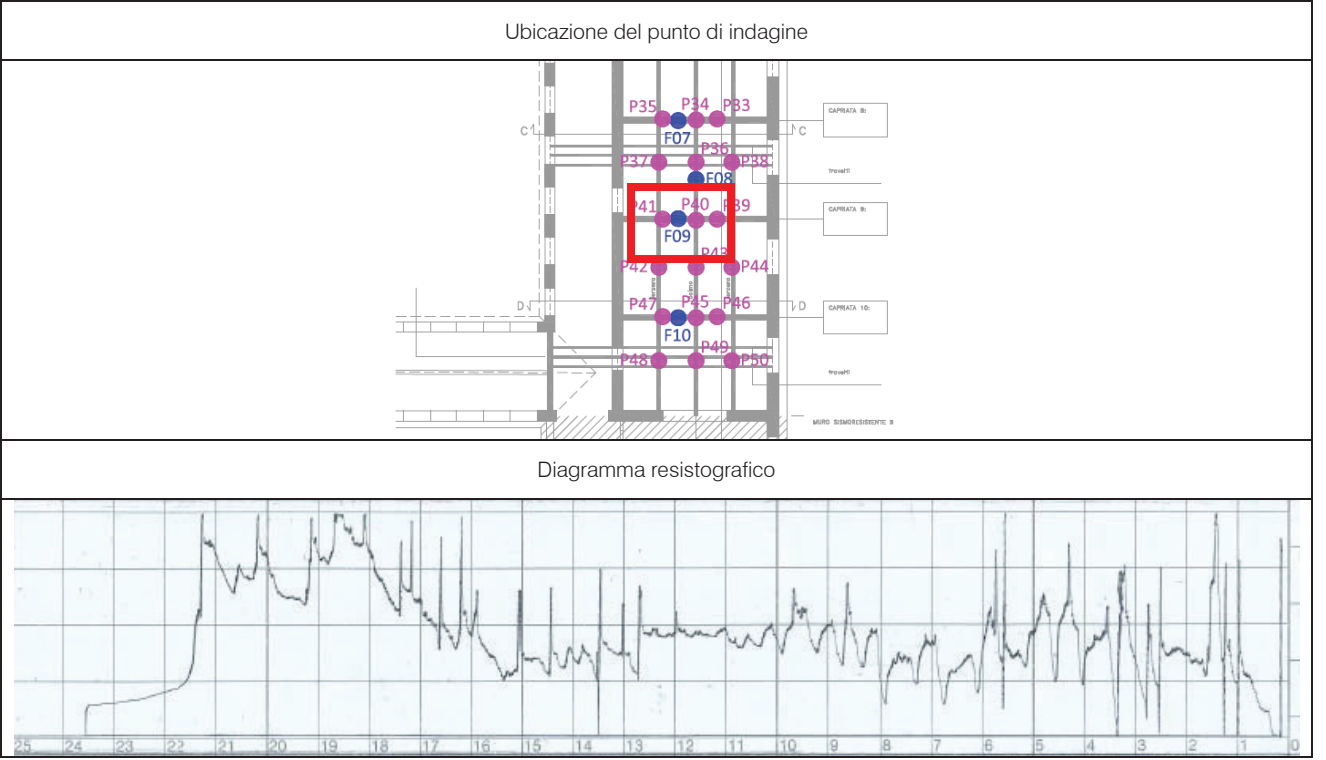 Ubicazione del punto di indagine
P35 P34 P33
CAPRIATA 8:
C C
F07
P36
P37 P38
F08
Travetti
P41 P40 P39
CAPRIATA 9:
F09
P43
P42 P44
D D
P47 P45 P46
CAPRIATA 10:
F10
P49
P48 P50
Travetti
MURO SISMORESISTENTE
Diagramma resistografico
25 24 23 22 21 20 19 18 17 16 15 14 13 12 11 10 9 8 7 6 5 4 3 2 1 0